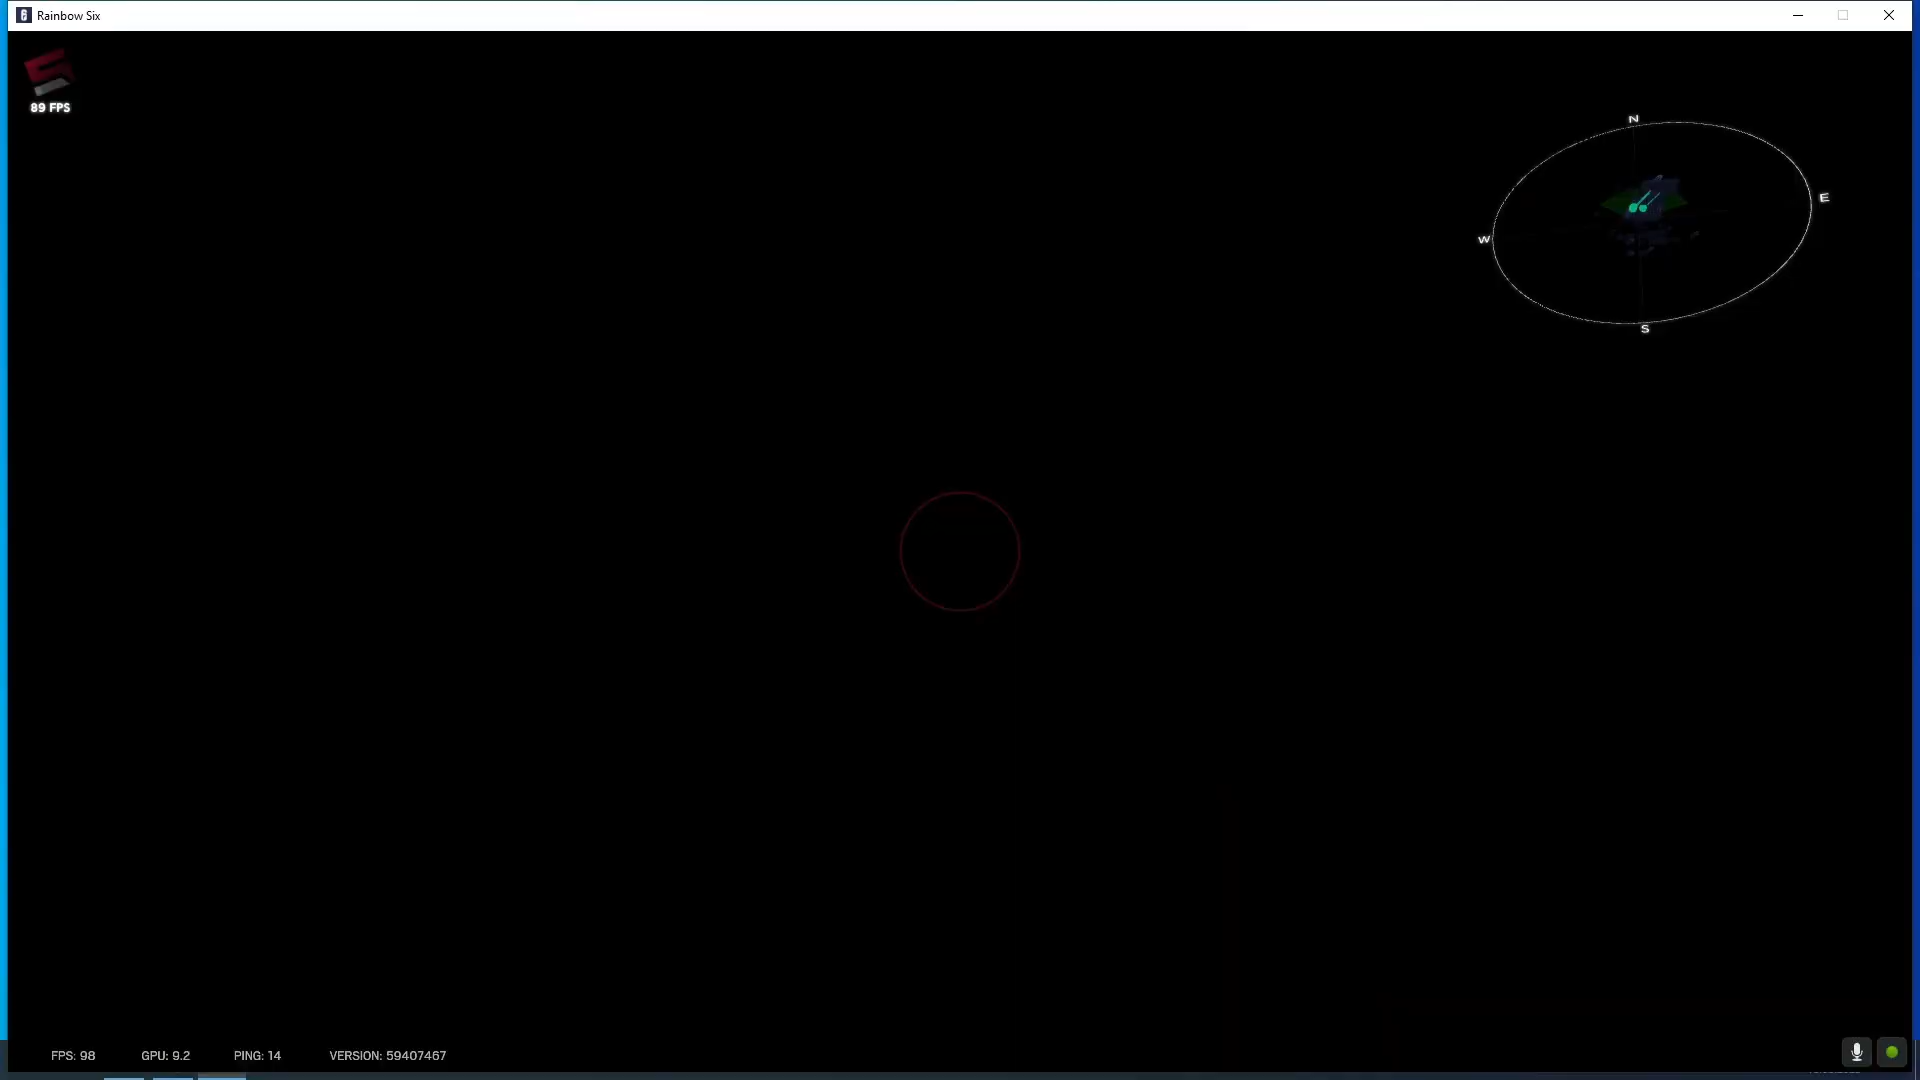 Rainbow Six
89 FPS
N
E
W
S
FPS: 98 GPU: 9.2 PING: 14 VERSION: 59407467